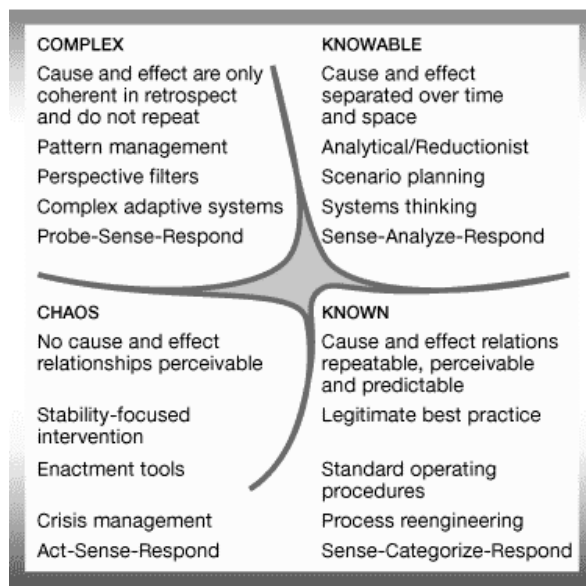 COMPLEX
Cause and effect are only
coherent in retrospect
and do not repeat
Pattern management
Perspective filters
Complex adaptive systems
Probe-Sense-Respond
KNOWABLE
Cause and effect
separated over time
and space
Analytical/Reductionist
Scenario planning
Systems thinking
Sense-Analyze-Respond
CHAOS
No cause and effect
relationships perceivable
Stability-focused
intervention
Enactment tools
Crisis management
Act-Sense-Respond
KNOWN
Cause and effect relations
repeatable, perceivable
and predictable
Legitimate best practice
Standard operating
procedures
Process reengineering
Sense-Categorize-Respond